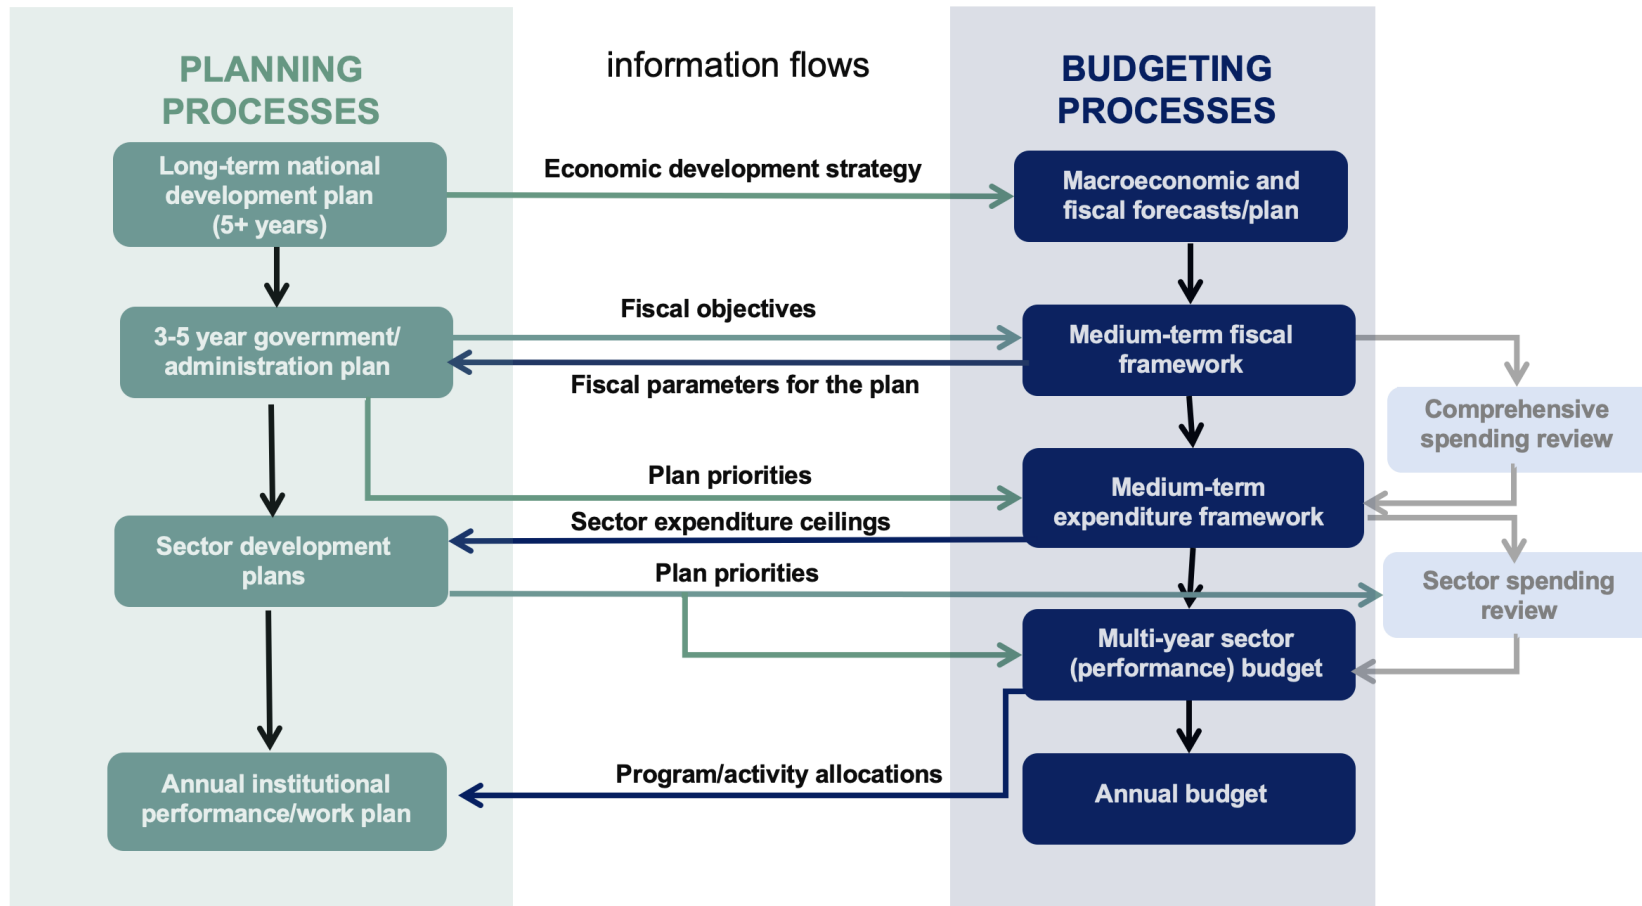 PLANNING
PROCESSES
information flows
BUDGETING
PROCESSES
Long-term national
development plan
(5+ years)
Economic development strategy
Macroeconomic and
fiscal forecasts/plan
3-5 year government/
administration plan
Fiscal objectives
Fiscal parameters for the plan
Medium-term fiscal
framework
Comprehensive
spending review
Plan priorities
Medium-term
expenditure framework
Sector expenditure ceilings
Sector development
plans
Plan priorities
Sector spending
review
Multi-year sector
(performance) budget
Annual institutional
performance/work plan
Program/activity allocations
Annual budget